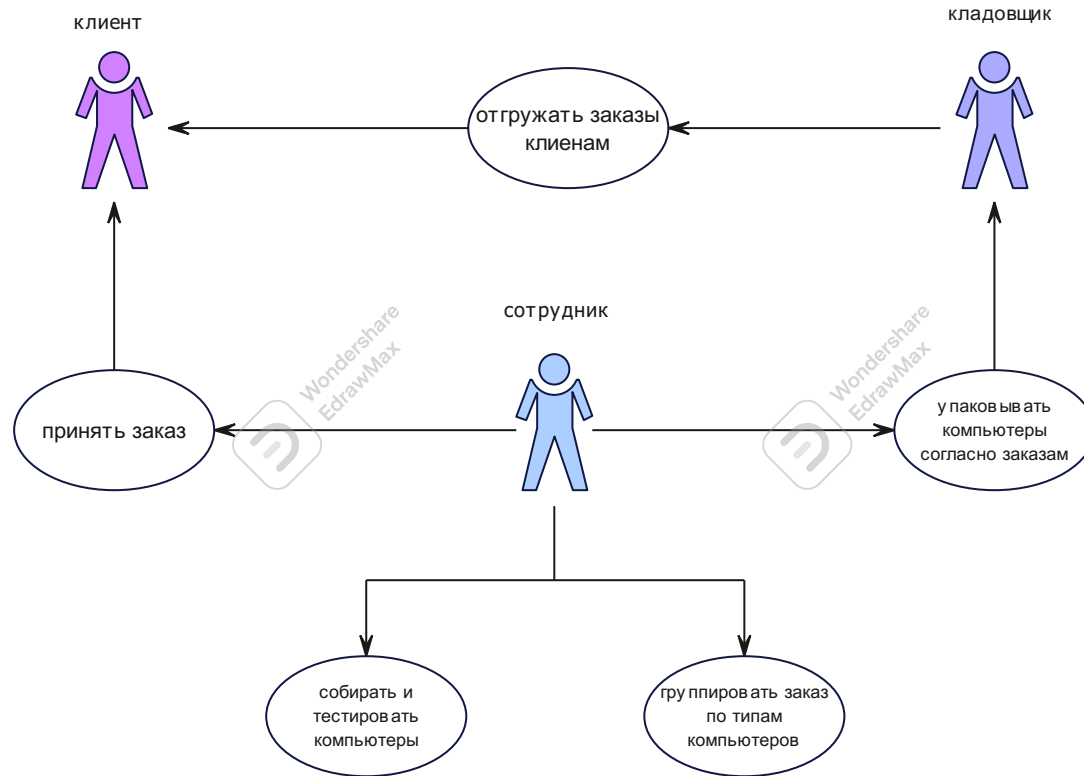 клиент
кладовщик
отгружать заказы
клиенам
сотрудник
Wondershare
EdrawMax
Wondershare
EdrawMax
принять заказ
упаковывать
компьютеры
согласно заказам
собирать и
тестировать
компьютеры
группировать заказ
по типам
компьютеров